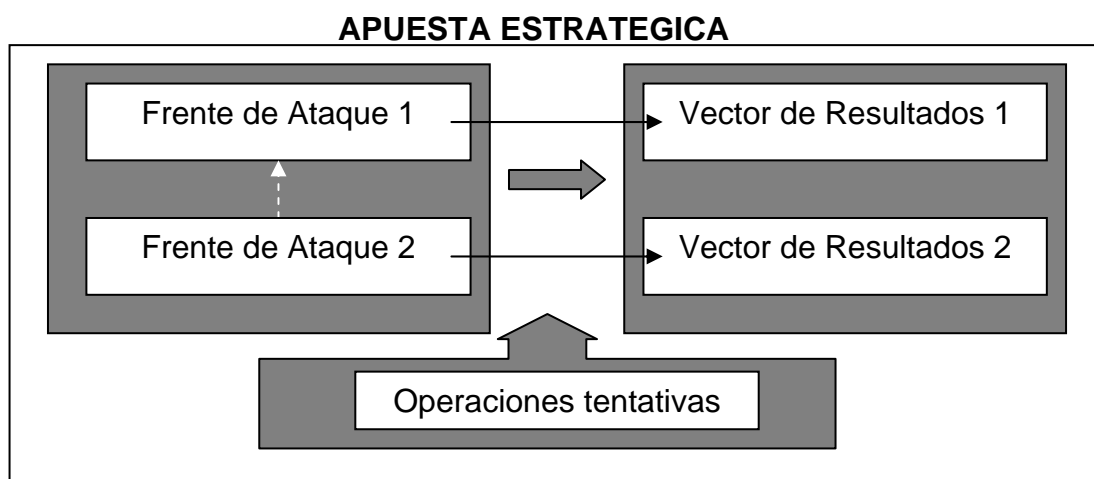 APUESTA ESTRATEGICA
Frente de Ataque 1
Vector de Resultados 1
Frente de Ataque 2
Vector de Resultados 2
Operaciones tentativas